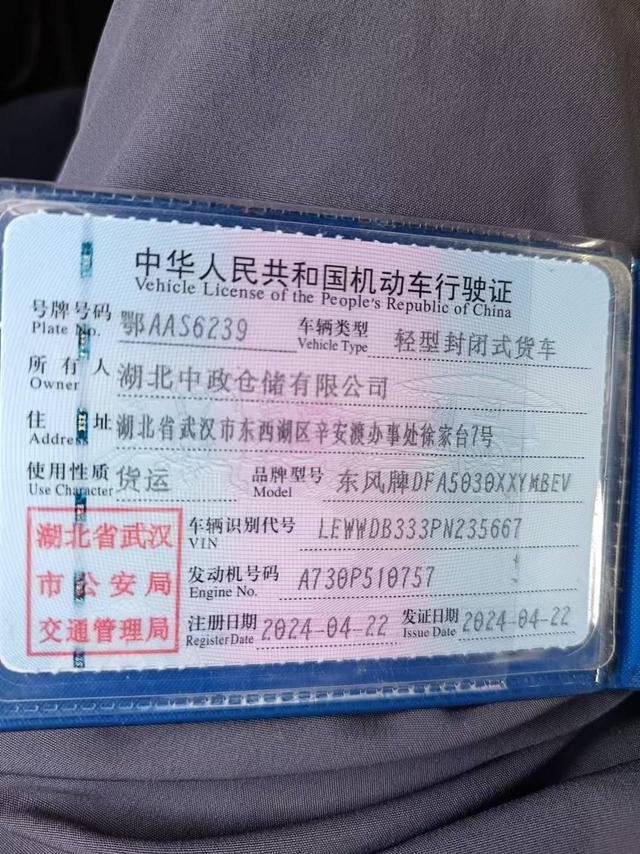 中华人民共和国机动车行驶证
Vehicle License of the People's Republic of China
号牌号码 鄂AAS6239 车辆类型 轻型封闭式货车
Plate No. Vehicle Type
所有人 湖北中政仓储有限公司
Owner
住址 湖北省武汉市东西湖区辛安渡办事处徐家台7号
Address
使用性质 货运 品牌型号 东风牌DFA5030XXYMBEV
Use Character Model
车辆识别代号 LEWWDB333PN235667
VIN
发动机号码 A730P510757
Engine No.
注册日期 2024-04-22 发证日期 2024-04-22
Register Date Issue Date
湖北省武汉
市公安局
交通管理局